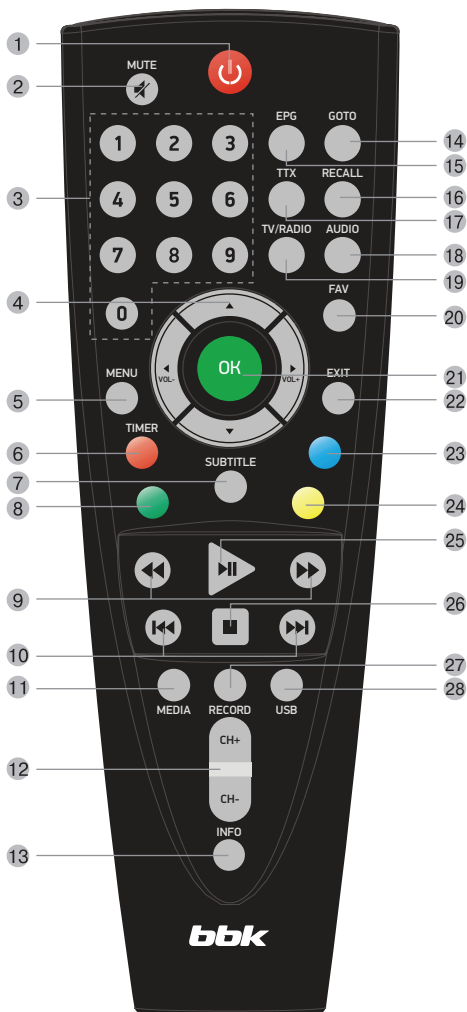 1
MUTE
2
EPG GOTO
1 2 3
14
15
TTX RECALL
3
4 5 6
16
17
TV/RADIO AUDIO
7 8 9
18
19
FAV
4
0
20
OK
VOL- VOL+
MENU EXIT
21
5
22
TIMER
6
23
SUBTITLE
7
8
24
25
9
26
10
27
11
28
MEDIA RECORD USB
CH+
12
CH-
INFO
13
bbk